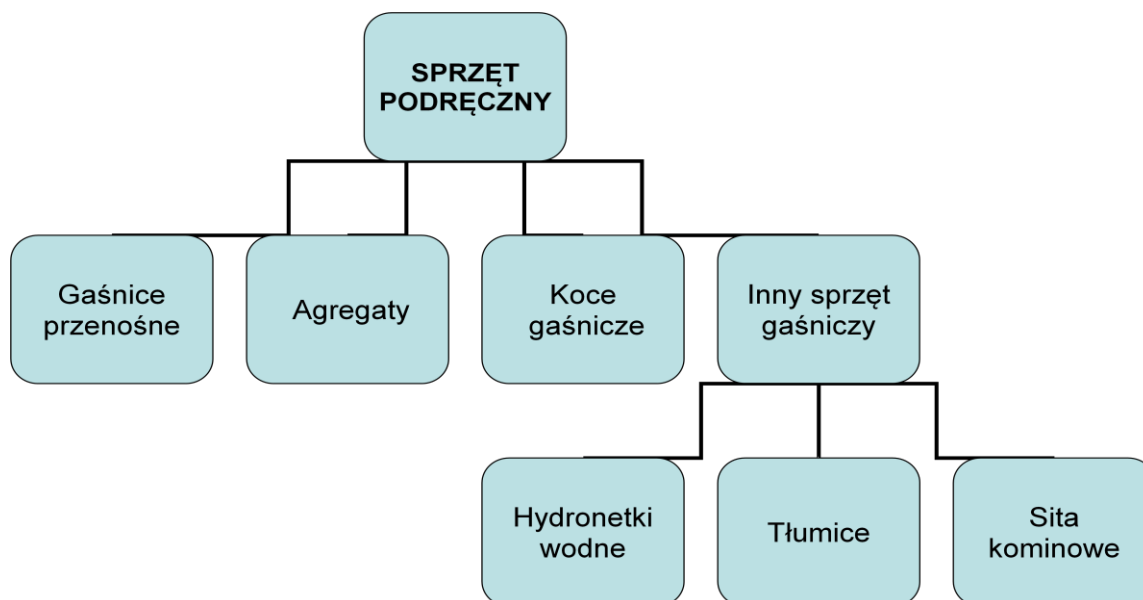 SPRZĘT
PODRĘCZNY
Gaśnice
przenośne
Agregaty
Koce
gaśnicze
Inny sprzęt
gaśniczy
Hydronetki
wodne
Tłumice
Sita
kominowe